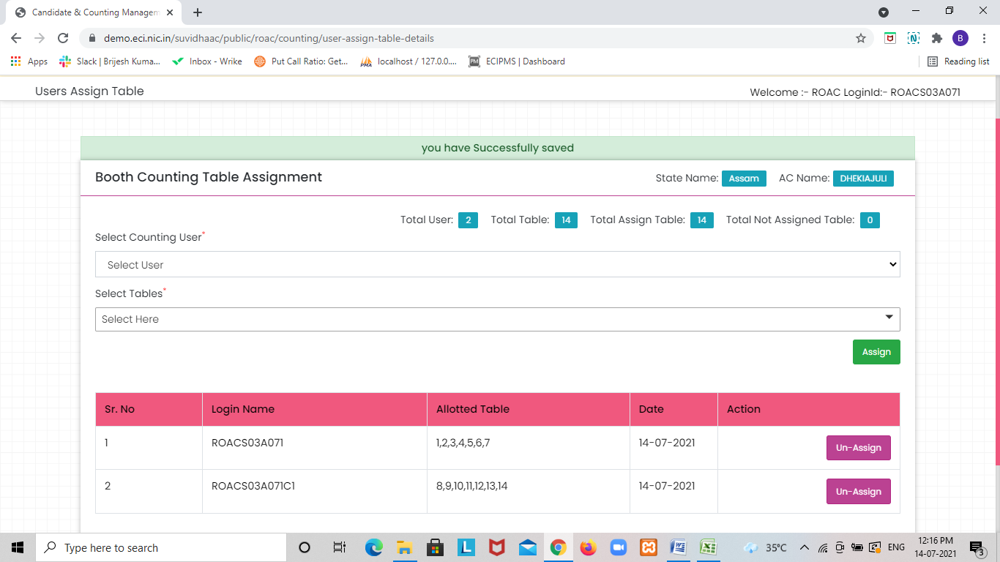 Candidate & Counting Managem
demo.eci.nic.in/suvidhaac/public/roac/counting/user-assign-table-details
B
Apps Slack | Brijesh Kuma... Inbox - Wrike Put Call Ratio: Get... localhost / 127.0.0.... ECIPMS | Dashboard Reading list
Users Assign Table Welcome :- ROAC LoginId:- ROACS03A071
you have Successfully saved
Booth Counting Table Assignment State Name: Assam AC Name: DHEKIAJULI
Total User: 2 Total Table: 14 Total Assign Table: 14 Total Not Assigned Table: 0
Select Counting User*
Select User
Select Tables*
Select Here
Assign
Sr. No Login Name Allotted Table Date Action
1 ROACS03A071 1,2,3,4,5,6,7 14-07-2021 Un-Assign
2 ROACS03A071C1 8,9,10,11,12,13,14 14-07-2021 Un-Assign
Type here to search 35°C ENG 12:16 PM
14-07-2021 3